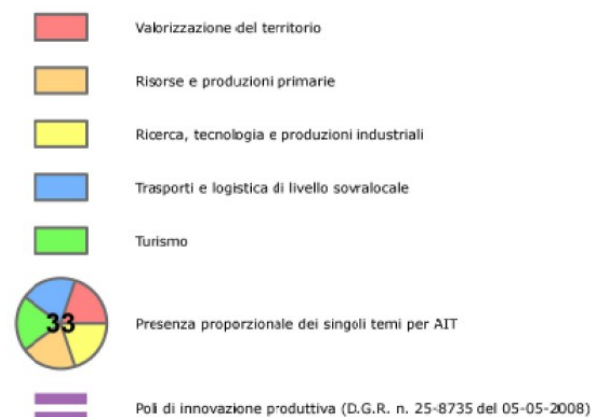 Valorizzazione del territorio
Risorse e produzioni primarie
Ricerca, tecnologia e produzioni industriali
Trasporti e logistica di livello sovralocale
Turismo
33
Presenza proporzionale dei singoli temi per AIT
Poli di innovazione produttiva (D.G.R. n. 25-8735 del 05-05-2008)